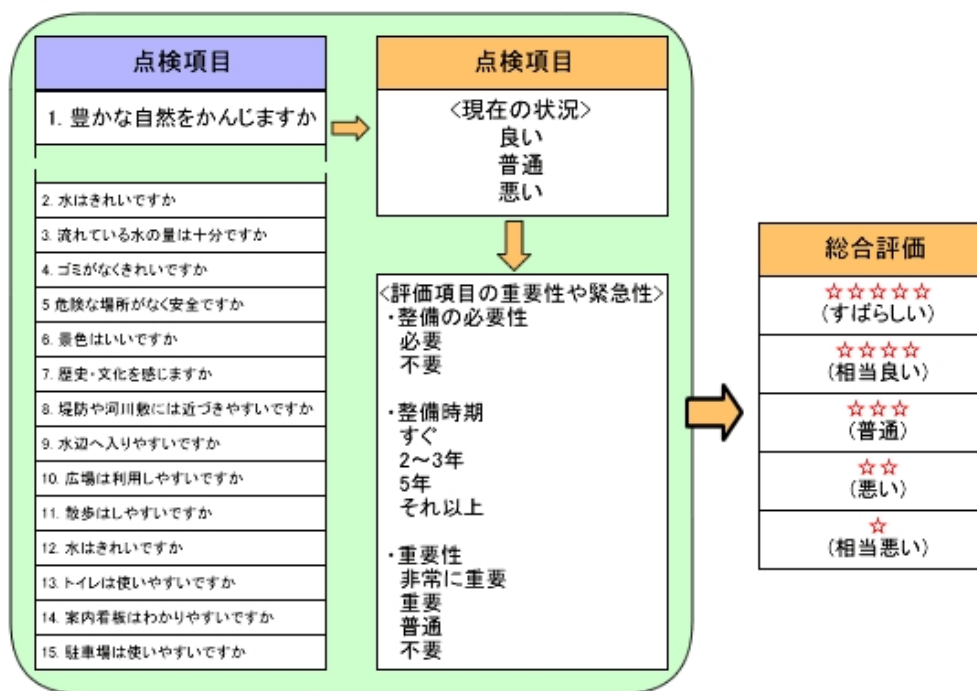 点検項目
1. 豊かな自然をかんじますか
2. 水はきれいですか
3. 流れている水の量は十分ですか
4. ゴミがなくきれいですか
5 危険な場所がなく安全ですか
6. 景色はいいですか
7. 歴史・文化を感じますか
8. 堤防や河川敷には近づきやすいですか
9. 水辺へ入りやすいですか
10. 広場は利用しやすいですか
11. 散歩はしやすいですか
12. 水はきれいですか
13. トイレは使いやすいですか
14. 案内看板はわかりやすいですか
15. 駐車場は使いやすいですか
点検項目
<現在の状況>
良い
普通
悪い
<評価項目の重要性や緊急性>
・整備の必要性
必要
不要
・整備時期
すぐ
2～3年
5年
それ以上
・重要性
非常に重要
重要
普通
不要
総合評価
☆☆☆☆☆
(すばらしい)
☆☆☆☆
(相当良い)
☆☆☆
(普通)
☆☆
(悪い)
☆
(相当悪い)